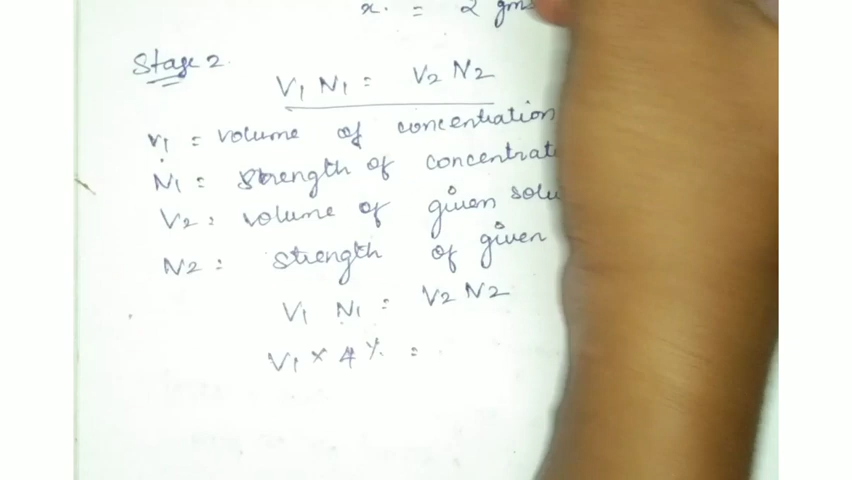 x. = 2 gms
Stage 2.
V1 N1 = V2 N2
V1 = volume of concentration
N1 = strength of concentrat
V2 = volume of given solu
N2 = strength of given
V1 N1 = V2 N2
V1 × 4% =